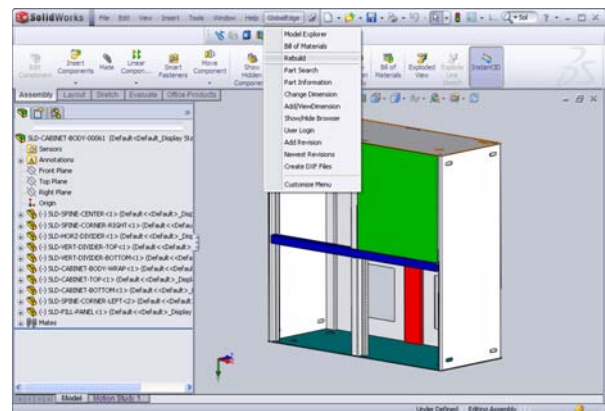 SolidWorks File Edit View Insert Tools Window Help GlobalEdge
Model Explorer
Bill of Materials
Rebuild
Part Search
Part Information
Change Dimension
Add/ViewDimension
Show/Hide Browser
User Login
Add Revision
Newest Revisions
Create DXF Files
Customize Menu
Edit Component
Insert Components
Mate
Linear Compon...
Smart Fasteners
Move Component
Show Hidden
Bill of Materials
Exploded View
Explode Line
Instant3D
Assembly Layout Sketch Evaluate Office Products
SLD-CABINET-BODY-00061 (Default<Default_Display Sta
Sensors
Annotations
Front Plane
Top Plane
Right Plane
Origin
(-) SLD-SPINE-CENTER<1> (Default<<Default>_Disp
(-) SLD-SPINE-CORNER-RIGHT<1> (Default<<Defau
(-) SLD-HORZ-DIVIDER<1> (Default<<Default>_Dis
(-) SLD-VERT-DIVIDER-TOP<1> (Default<<Default>
(-) SLD-VERT-DIVIDER-BOTTOM<1> (Default<<Defa
(-) SLD-CABINET-BODY-WRAP<1> (Default<<Defaul
(-) SLD-CABINET-TOP<1> (Default<<Default>_Displ
(-) SLD-CABINET-BOTTOM<1> (Default<<Default>_
(-) SLD-SPINE-CORNER-LEFT<2> (Default<<Default
(-) SLD-FILL-PANEL<1> (Default<<Default>_Display
Mates
Model Motion Study 1
Under Defined Editing Assembly